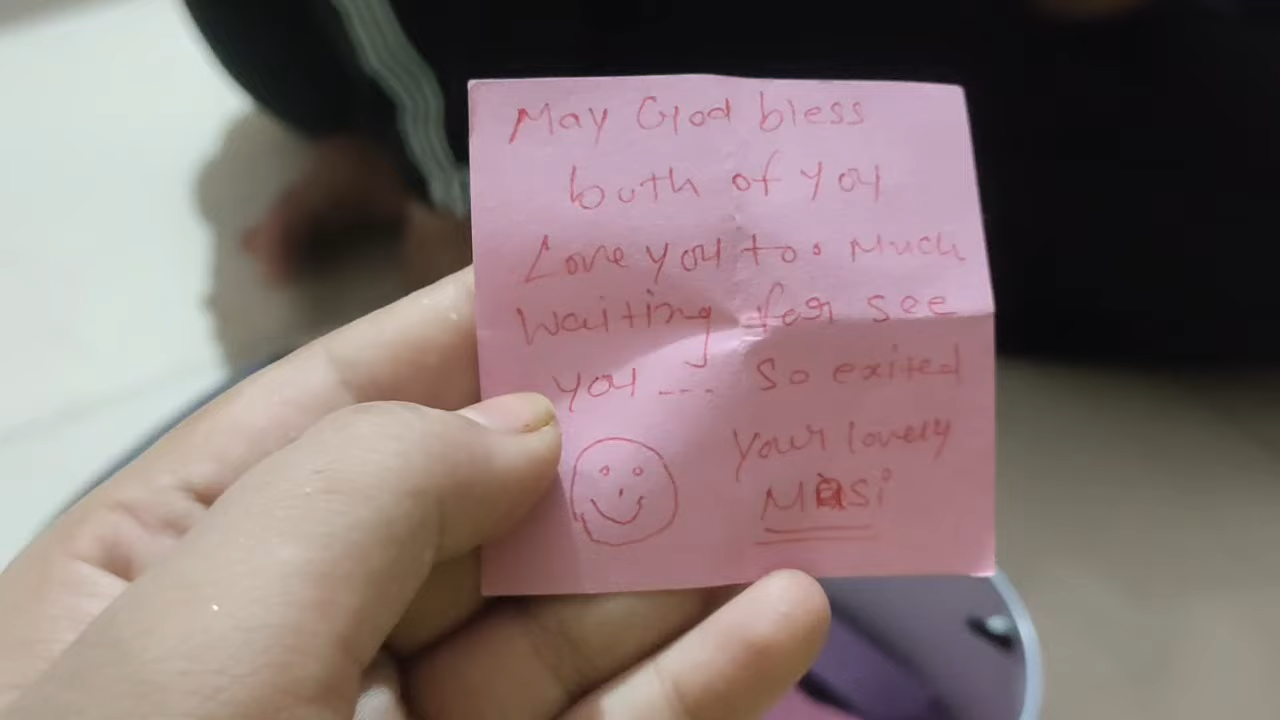 May God bless
both of you
Love you too Much
Waiting for see
you .... So exited
your lovely
Masi